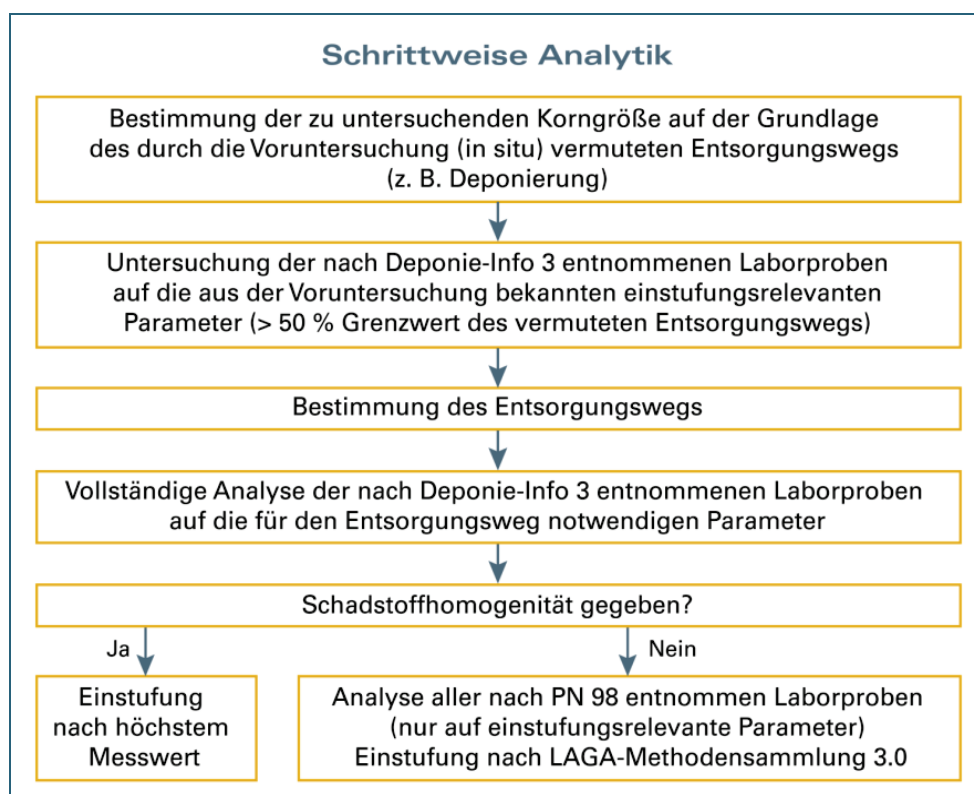 Schrittweise Analytik
Bestimmung der zu untersuchenden Korngröße auf der Grundlage
des durch die Voruntersuchung (in situ) vermuteten Entsorgungswegs
(z. B. Deponierung)
Untersuchung der nach Deponie-Info 3 entnommenen Laborproben
auf die aus der Voruntersuchung bekannten einstufungsrelevanten
Parameter (> 50 % Grenzwert des vermuteten Entsorgungswegs)
Bestimmung des Entsorgungswegs
Vollständige Analyse der nach Deponie-Info 3 entnommenen Laborproben
auf die für den Entsorgungsweg notwendigen Parameter
Schadstoffhomogenität gegeben?
Ja
Nein
Einstufung
nach höchstem
Messwert
Analyse aller nach PN 98 entnommen Laborproben
(nur auf einstufungsrelevante Parameter)
Einstufung nach LAGA-Methodensammlung 3.0